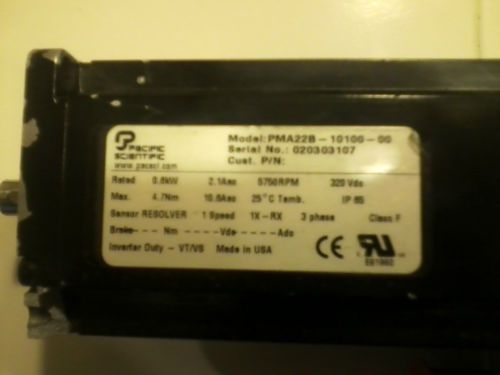 PACIFIC
SCIENTIFIC
www.pacsci.com
Model: PMA22B-10100-00
Serial No.: 020303107
Cust. P/N:
Rated 0.8kW 2.1Aac 5750RPM 320 Vdc
Max. 4.7Nm 10.6Aac 25°C Tamb. IP 65
Sensor RESOLVER 1 Speed 1X-RX 3 phase Class F
Brake---- Nm -----Vdc-----Adc
Inverter Duty - VT/VS Made in USA
CE